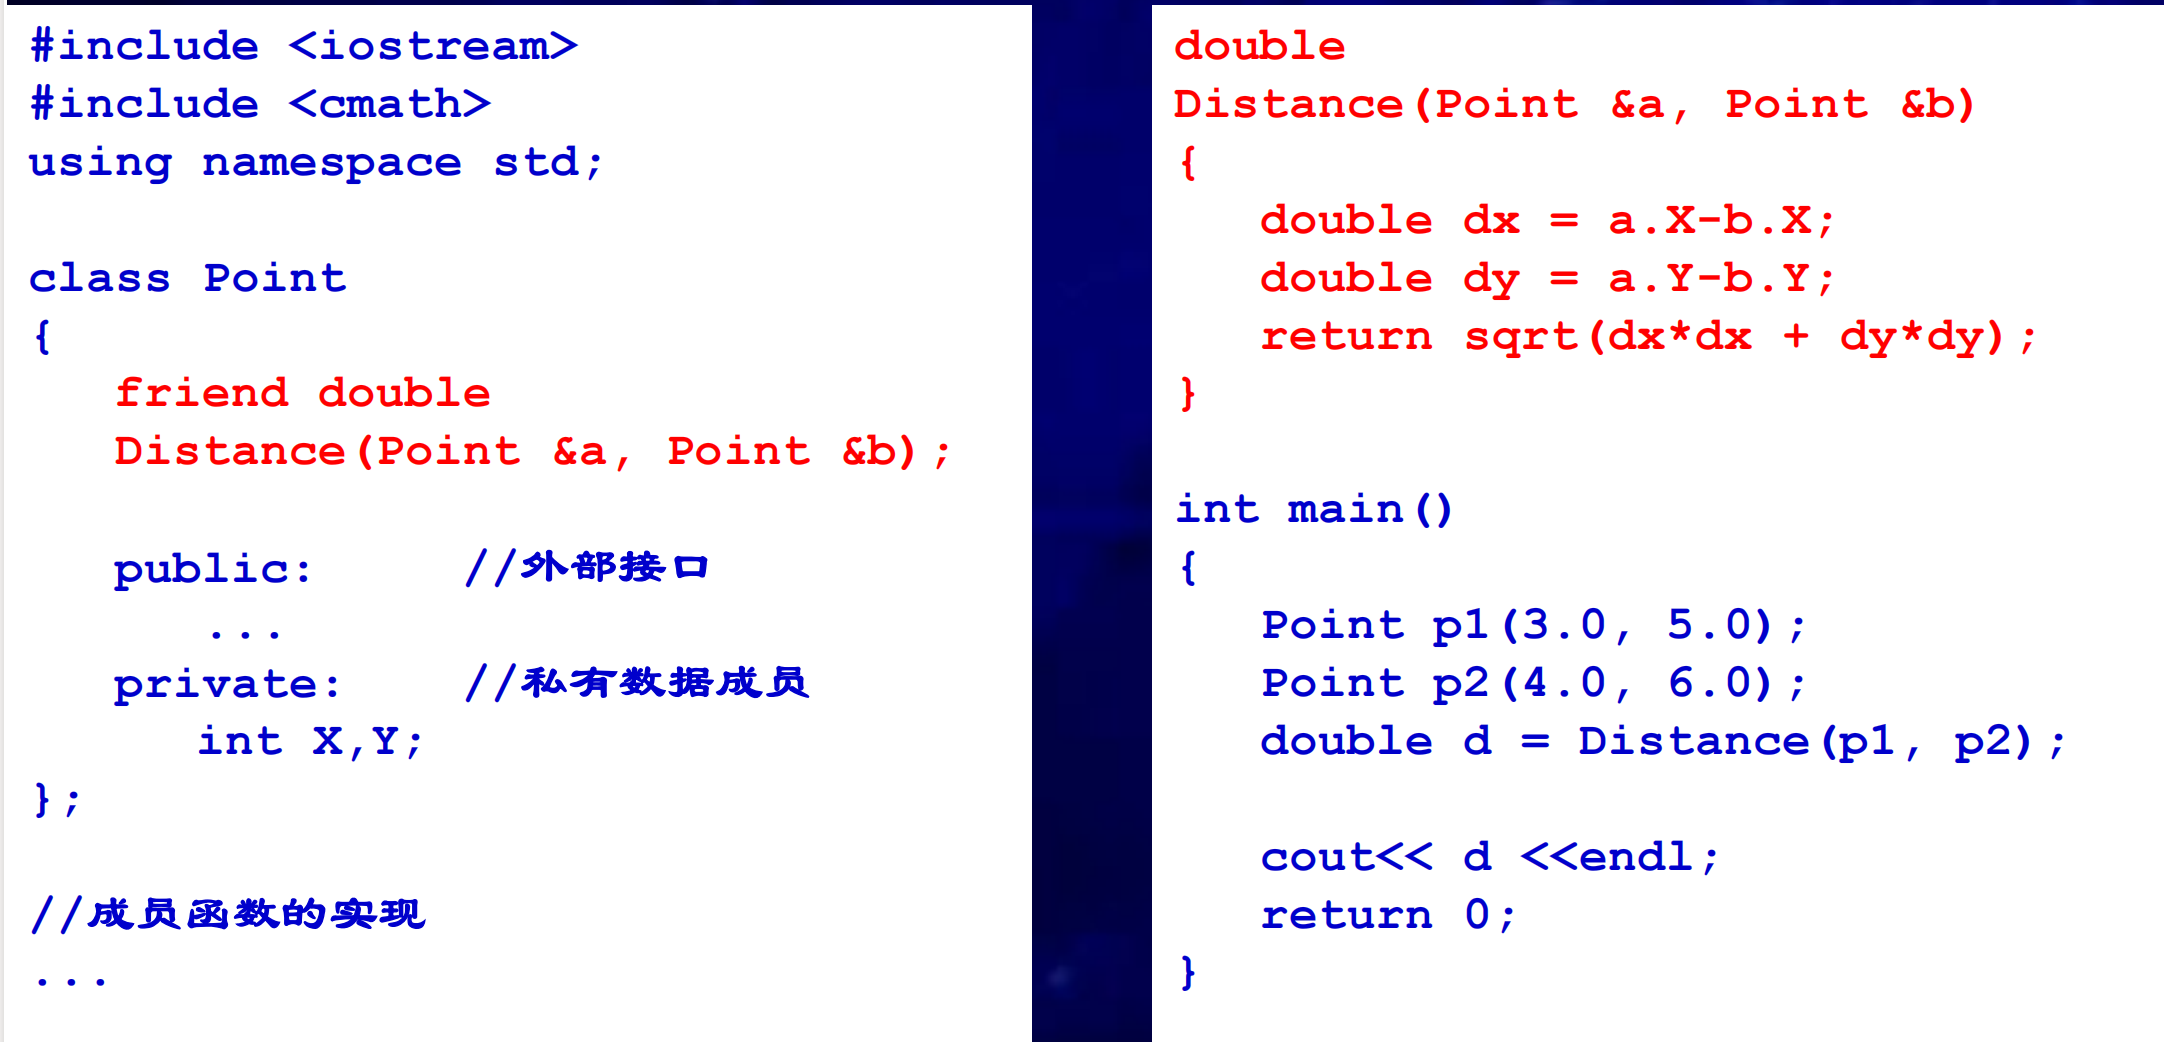 #include <iostream>
#include <cmath>
using namespace std;
class Point
{
friend double
Distance(Point &a, Point &b);
public: //外部接口
...
private: //私有数据成员
int X,Y;
};
//成员函数的实现
...
double
Distance(Point &a, Point &b)
{
double dx = a.X-b.X;
double dy = a.Y-b.Y;
return sqrt(dx*dx + dy*dy);
}
int main()
{
Point p1(3.0, 5.0);
Point p2(4.0, 6.0);
double d = Distance(p1, p2);
cout<< d <<endl;
return 0;
}